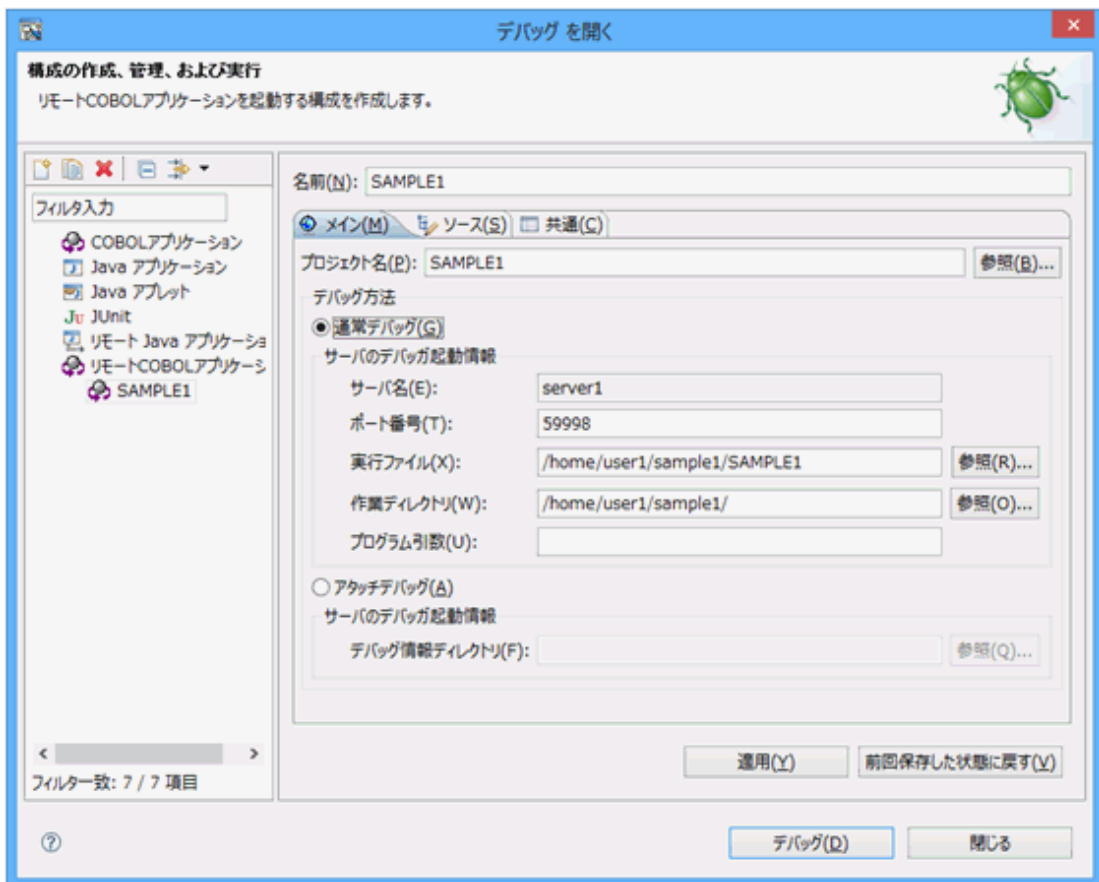 デバッグ を開く
構成の作成、管理、および実行
リモートCOBOLアプリケーションを起動する構成を作成します。
フィルタ入力
COBOLアプリケーション
Java アプリケーション
Java アプレット
Ju JUnit
リモート Java アプリケーショ
リモートCOBOLアプリケーシ
SAMPLE1
フィルター致: 7 / 7 項目
名前(N): SAMPLE1
メイン(M) ソース(S) 共通(C)
プロジェクト名(P): SAMPLE1 参照(B)...
デバッグ方法
通常デバッグ(G)
サーバのデバッガ起動情報
サーバ名(E): server1
ポート番号(T): 59998
実行ファイル(X): /home/user1/sample1/SAMPLE1 参照(R)...
作業ディレクトリ(W): /home/user1/sample1/ 参照(O)...
プログラム引数(U):
アタッチデバッグ(A)
サーバのデバッガ起動情報
デバッグ情報ディレクトリ(F): 参照(Q)...
適用(Y) 前回保存した状態に戻す(V)
デバッグ(D) 閉じる